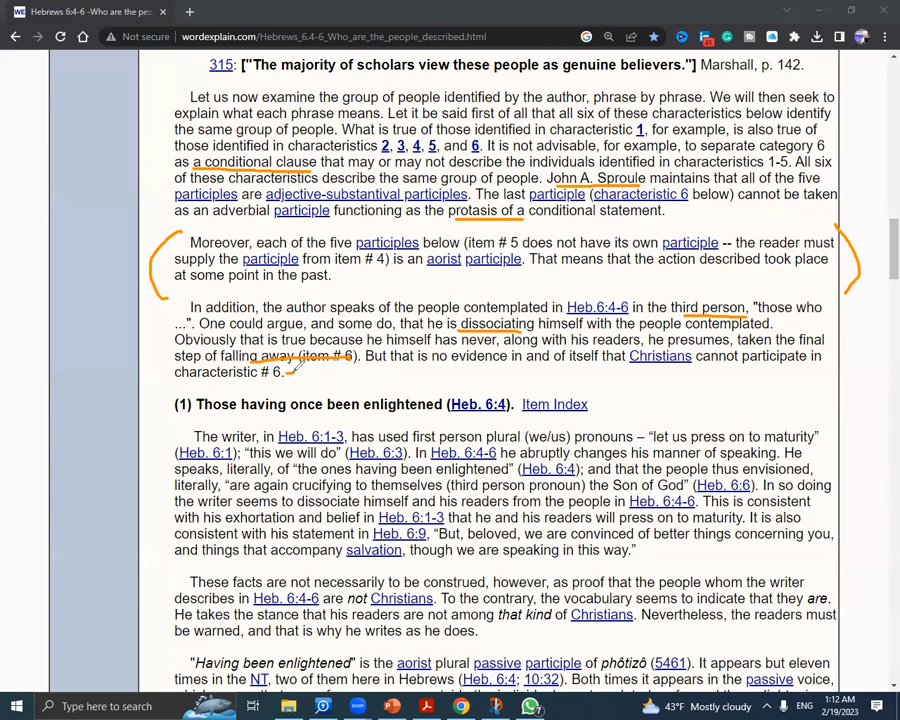 Hebrews 6:4-6 -Who are the peo
Not secure
wordexplain.com/Hebrews_6.4-6_Who_are_the_people_described.html
45
315: ["The majority of scholars view these people as genuine believers."] Marshall, p. 142.
Let us now examine the group of people identified by the author, phrase by phrase. We will then seek to
explain what each phrase means. Let it be said first of all that all six of these characteristics below identify
the same group of people. What is true of those identified in characteristic 1, for example, is also true of
those identified in characteristics 2, 3, 4, 5, and 6. It is not advisable, for example, to separate category 6
as a conditional clause that may or may not describe the individuals identified in characteristics 1-5. All six
of these characteristics describe the same group of people. John A. Sproule maintains that all of the five
participles are adjective-substantival participles. The last participle (characteristic 6 below) cannot be taken
as an adverbial participle functioning as the protasis of a conditional statement.
Moreover, each of the five participles below (item # 5 does not have its own participle -- the reader must
supply the participle from item # 4) is an aorist participle. That means that the action described took place
at some point in the past.
In addition, the author speaks of the people contemplated in Heb.6:4-6 in the third person, "those who
...". One could argue, and some do, that he is dissociating himself with the people contemplated.
Obviously that is true because he himself has never, along with his readers, he presumes, taken the final
step of falling away (item # 6). But that is no evidence in and of itself that Christians cannot participate in
characteristic # 6.
(1) Those having once been enlightened (Heb. 6:4). Item Index
The writer, in Heb. 6:1-3, has used first person plural (we/us) pronouns – “let us press on to maturity”
(Heb. 6:1); “this we will do” (Heb. 6:3). In Heb. 6:4-6 he abruptly changes his manner of speaking. He
speaks, literally, of “the ones having been enlightened” (Heb. 6:4); and that the people thus envisioned,
literally, “are again crucifying to themselves (third person pronoun) the Son of God” (Heb. 6:6). In so doing
the writer seems to dissociate himself and his readers from the people in Heb. 6:4-6. This is consistent
with his exhortation and belief in Heb. 6:1-3 that he and his readers will press on to maturity. It is also
consistent with his statement in Heb. 6:9, “But, beloved, we are convinced of better things concerning you,
and things that accompany salvation, though we are speaking in this way.”
These facts are not necessarily to be construed, however, as proof that the people whom the writer
describes in Heb. 6:4-6 are not Christians. To the contrary, the vocabulary seems to indicate that they are.
He takes the stance that his readers are not among that kind of Christians. Nevertheless, the readers must
be warned, and that is why he writes as he does.
"Having been enlightened" is the aorist plural passive participle of phôtizó (5461). It appears but eleven
times in the NT, two of them here in Hebrews (Heb. 6:4; 10:32). Both times it appears in the passive voice,
Type here to search
zoom
7
43°F Mostly cloudy
1:12 AM
2/19/2023